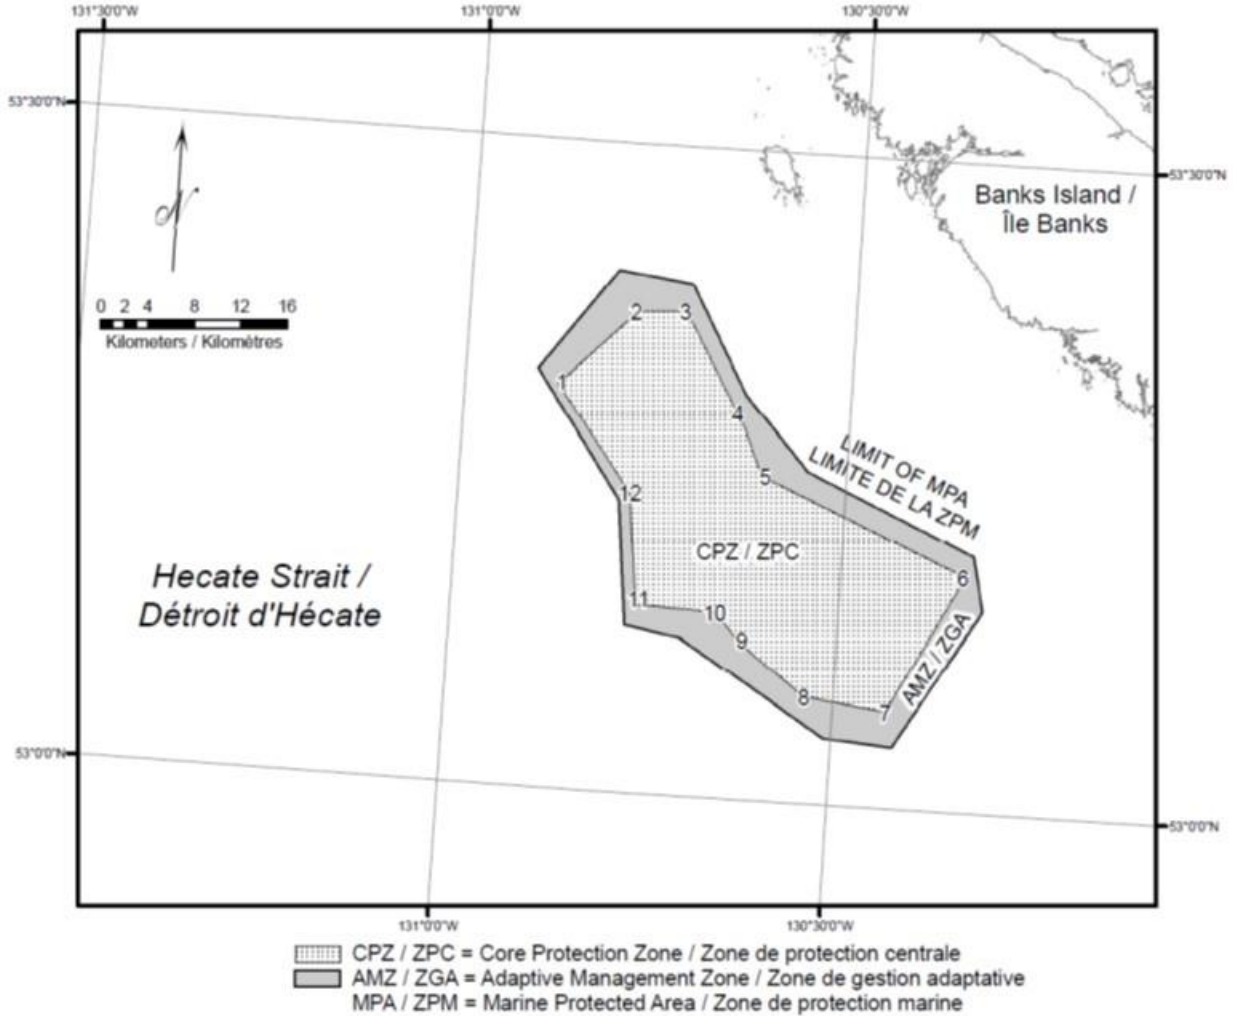 131°30'0"W 131°0'0"W 130°30'0"W
53°30'0"N
53°30'0"N
Banks Island /
Île Banks
0 2 4 8 12 16
Kilometers / Kilomètres
2 3
1
4
LIMIT OF MPA
LIMITE DE LA ZPM
5
12
CPZ / ZPC
6
Hecate Strait /
Détroit d'Hécate
11 10
9
AMZ / ZGA
8
7
53°0'0"N
53°0'0"N
131°0'0"W 130°30'0"W
CPZ / ZPC = Core Protection Zone / Zone de protection centrale
AMZ / ZGA = Adaptive Management Zone / Zone de gestion adaptative
MPA / ZPM = Marine Protected Area / Zone de protection marine